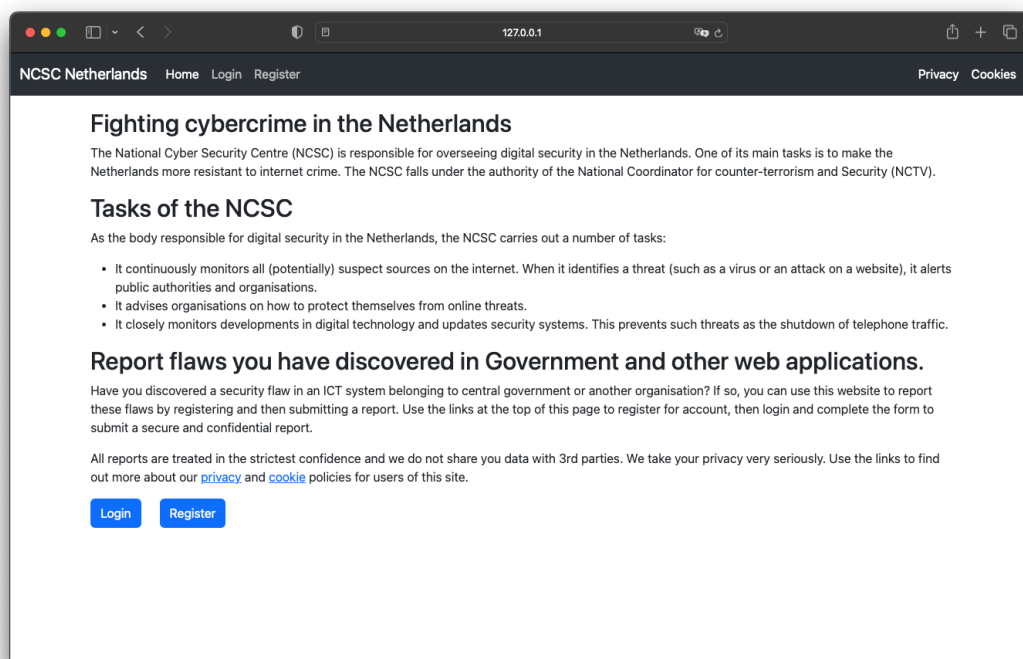 127.0.0.1
NCSC Netherlands Home Login Register Privacy Cookies
Fighting cybercrime in the Netherlands
The National Cyber Security Centre (NCSC) is responsible for overseeing digital security in the Netherlands. One of its main tasks is to make the
Netherlands more resistant to internet crime. The NCSC falls under the authority of the National Coordinator for counter-terrorism and Security (NCTV).
Tasks of the NCSC
As the body responsible for digital security in the Netherlands, the NCSC carries out a number of tasks:
• It continuously monitors all (potentially) suspect sources on the internet. When it identifies a threat (such as a virus or an attack on a website), it alerts
public authorities and organisations.
• It advises organisations on how to protect themselves from online threats.
• It closely monitors developments in digital technology and updates security systems. This prevents such threats as the shutdown of telephone traffic.
Report flaws you have discovered in Government and other web applications.
Have you discovered a security flaw in an ICT system belonging to central government or another organisation? If so, you can use this website to report
these flaws by registering and then submitting a report. Use the links at the top of this page to register for account, then login and complete the form to
submit a secure and confidential report.
All reports are treated in the strictest confidence and we do not share you data with 3rd parties. We take your privacy very seriously. Use the links to find
out more about our privacy and cookie policies for users of this site.
Login Register